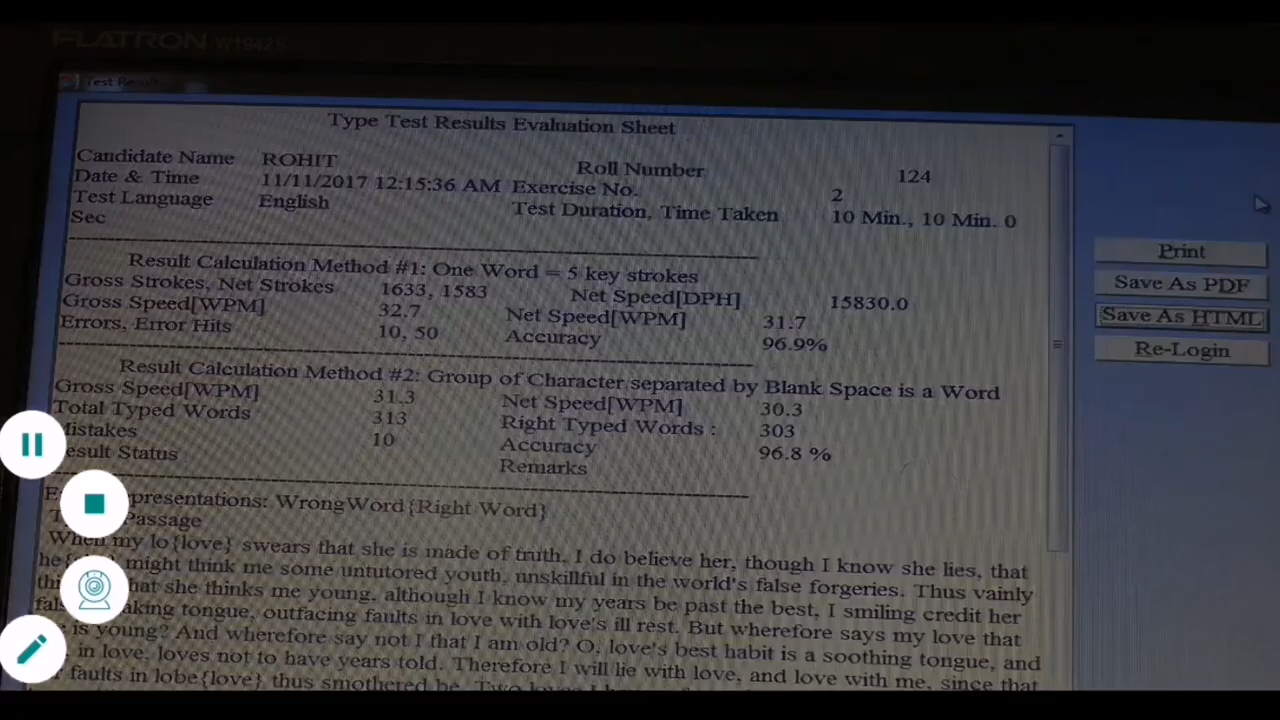 FLATRON W1942S
Test Results
Type Test Results Evaluation Sheet
Candidate Name ROHIT Roll Number 124
Date & Time 11/11/2017 12:15:36 AM Exercise No. 2
Test Language English Test Duration, Time Taken 10 Min., 10 Min. 0
Sec
Result Calculation Method #1: One Word = 5 key strokes
Gross Strokes, Net Strokes 1633, 1583 Net Speed[DPH] 15830.0
Gross Speed[WPM] 32.7 Net Speed[WPM] 31.7
Errors, Error Hits 10, 50 Accuracy 96.9%
Result Calculation Method #2: Group of Character separated by Blank Space is a Word
Gross Speed[WPM] 31.3 Net Speed[WPM] 30.3
Total Typed Words 313 Right Typed Words : 303
Mistakes 10 Accuracy 96.8 %
esult Status Remarks
presentations: WrongWord{Right Word}
Passage
When my lo{love} swears that she is made of truth, I do believe her, though I know she lies, that
he{ might think me some untutored youth, unskillful in the world's false forgeries. Thus vainly
thi hat she thinks me young, although I know my years be past the best, I smiling credit her
fals aking tongue, outfacing faults in love with love's ill rest. But wherefore says my love that
is young? And wherefore say not I that I am old? O, love's best habit is a soothing tongue, and
in love, loves not to have years told. Therefore I will lie with love, and love with me, since that
faults in lobe{love} thus smothered be. Two loves I
Print
Save As PDF
Save As HTML
Re-Login